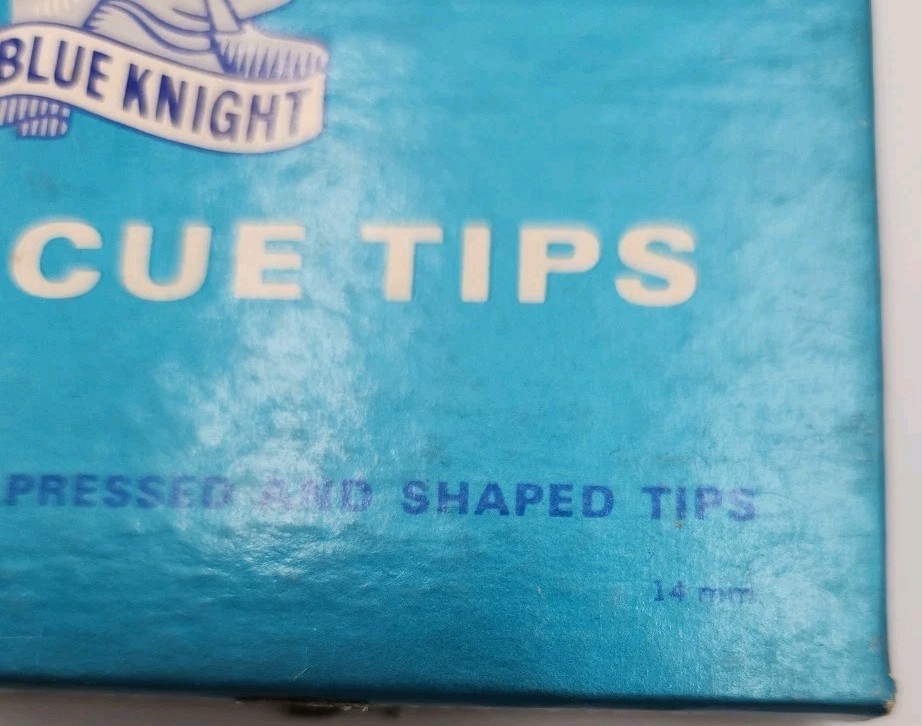 BLUE KNIGHT
CUE TIPS
PRESSED AND SHAPED TIPS
14 mm